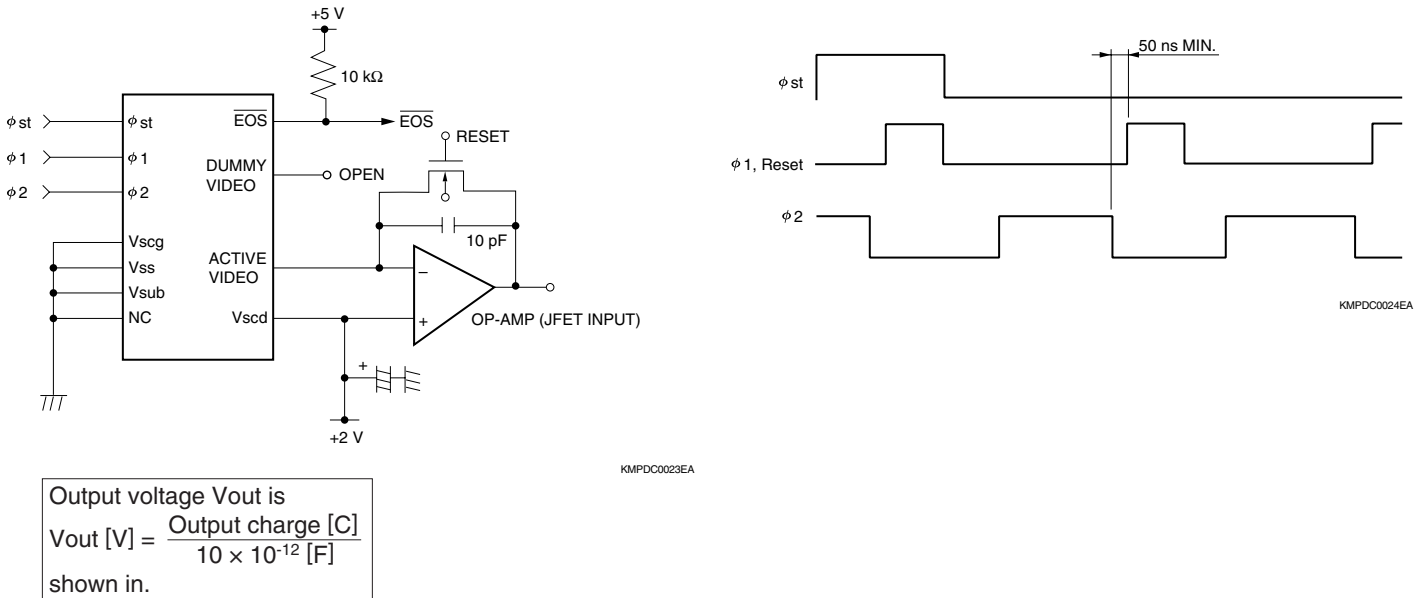 +5 V
10 kΩ
φst
φst
EOS
EOS
RESET
φ1
φ1
DUMMY
VIDEO
OPEN
φ2
φ2
Vscg
10 pF
Vss
ACTIVE
VIDEO
–
Vsub
NC
Vscd
+
OP-AMP (JFET INPUT)
+
+2 V
KMPDC0023EA
Output voltage Vout is
Vout [V] = Output charge [C]
10 × 10-12 [F]
shown in.
50 ns MIN.
φst
φ1, Reset
φ2
KMPDC0024EA